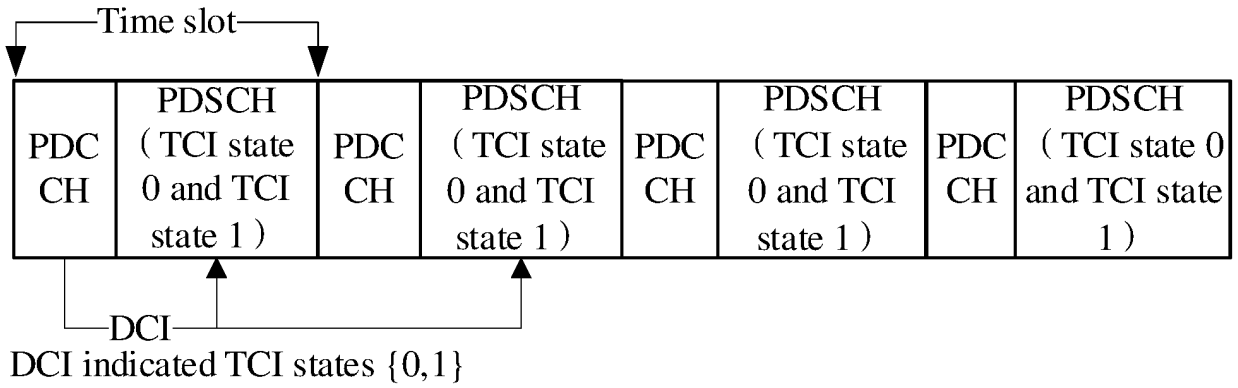 Time slot
PDC
CH
PDSCH
( TCI state
0 and TCI
state 1 )
PDC
CH
PDSCH
( TCI state
0 and TCI
state 1 )
PDC
CH
PDSCH
( TCI state
0 and TCI
state 1 )
PDC
CH
PDSCH
( TCI state 0
and TCI state
1 )
DCI
DCI indicated TCI states {0,1}